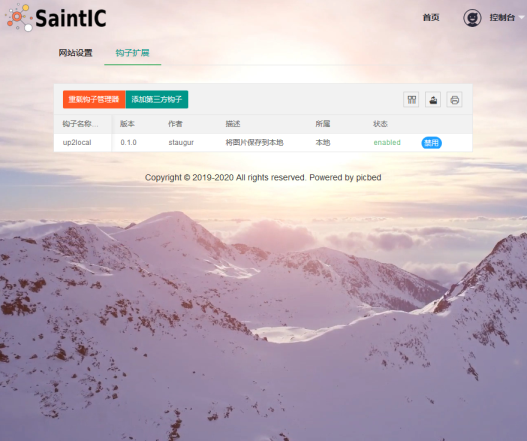 SaintIC
首页 控制台
网站设置 钩子扩展
重载钩子管理器 添加第三方钩子
钩子名称... 版本 作者 描述 所属 状态
up2local 0.1.0 staugur 将图片保存到本地 本地 enabled 禁用
Copyright © 2019-2020 All rights reserved. Powered by picbed